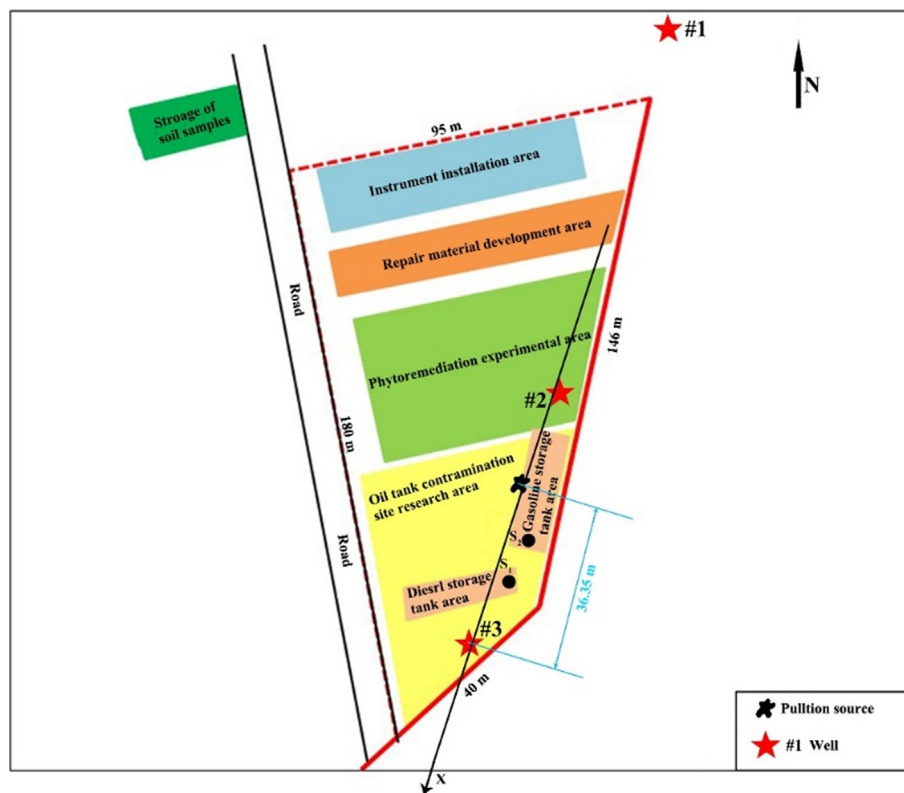 #1
N
Stroage of
soil samples
95 m
Instrument installation area
Repair material development area
Road
146 m
Phytoremediation experimental area
#2
180 m
Oil tank contramination
site research area
Gasoline storage
tank area
S2
S1
Diesrl storage
tank area
Road
36.35 m
#3
40 m
X
Pulltion source
#1 Well